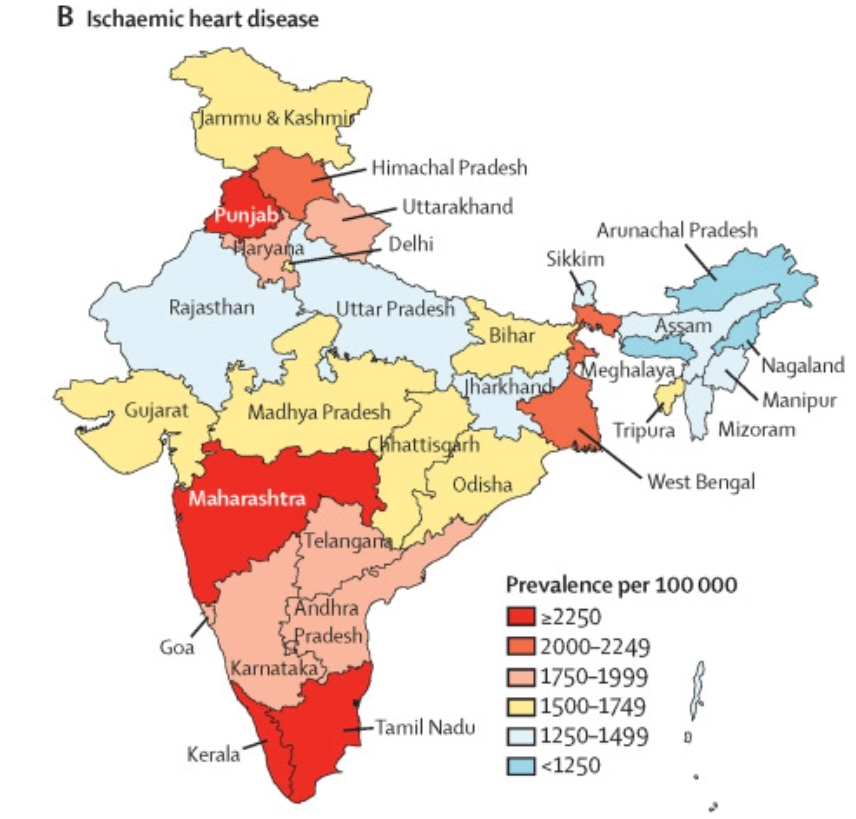 B Ischaemic heart disease
Jammu & Kashmir
Himachal Pradesh
Punjab
Uttarakhand
Haryana
Delhi
Arunachal Pradesh
Sikkim
Rajasthan
Uttar Pradesh
Assam
Bihar
Meghalaya
Nagaland
Jharkhand
Manipur
Gujarat
Madhya Pradesh
Tripura
Mizoram
Chhattisgarh
West Bengal
Odisha
Maharashtra
Telangana
Andhra
Pradesh
Goa
Karnataka
Tamil Nadu
Kerala
Prevalence per 100 000
≥2250
2000–2249
1750–1999
1500–1749
1250–1499
<1250